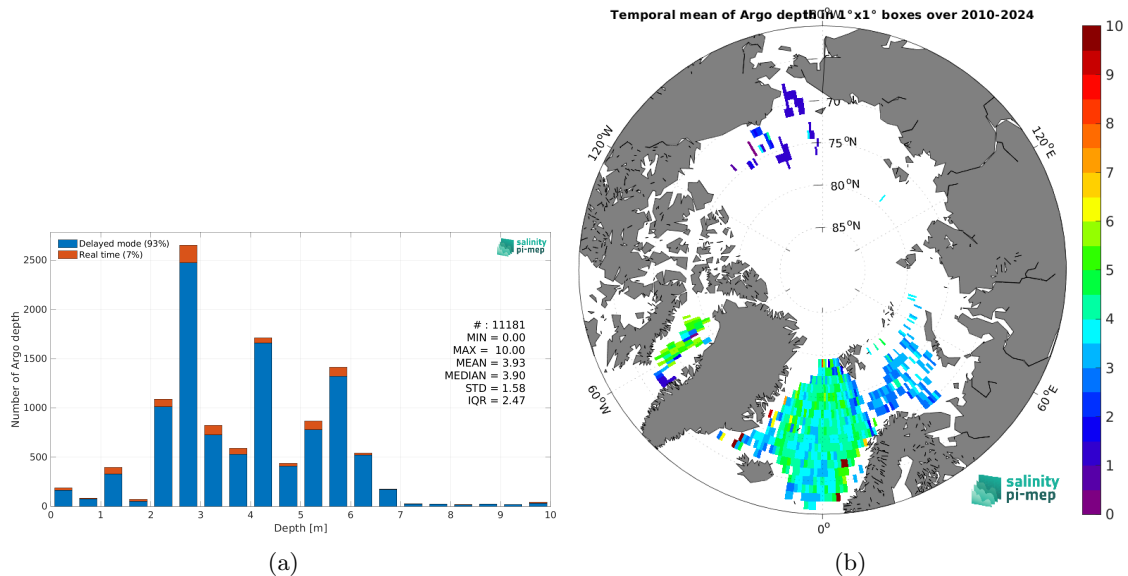 Number of Argo depth
Delayed mode (93%)
Real time (7%)
salinity
pi-mep
# : 11181
MIN = 0.00
MAX = 10.00
MEAN = 3.93
MEDIAN = 3.90
STD = 1.58
IQR = 2.47
2500
2000
1500
1000
500
0
0 1 2 3 4 5 6 7 8 9 10
Depth [m]
(a)
Temporal mean of Argo depth in 1°x1° boxes over 2010-2024
180°W
120°W
120°E
70
75°N
80°N
85°N
60°W
60°E
0°
salinity
pi-mep
10
9
8
7
6
5
4
3
2
1
0
(b)